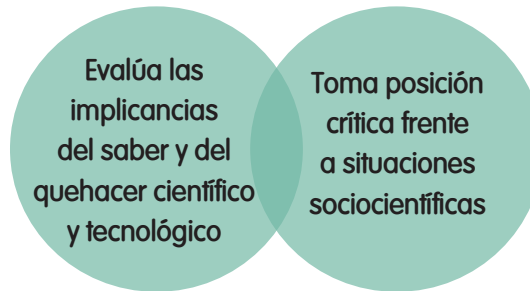 Evalúa las
implicancias
del saber y del
quehacer científico
y tecnológico
Toma posición
crítica frente
a situaciones
sociocientíficas